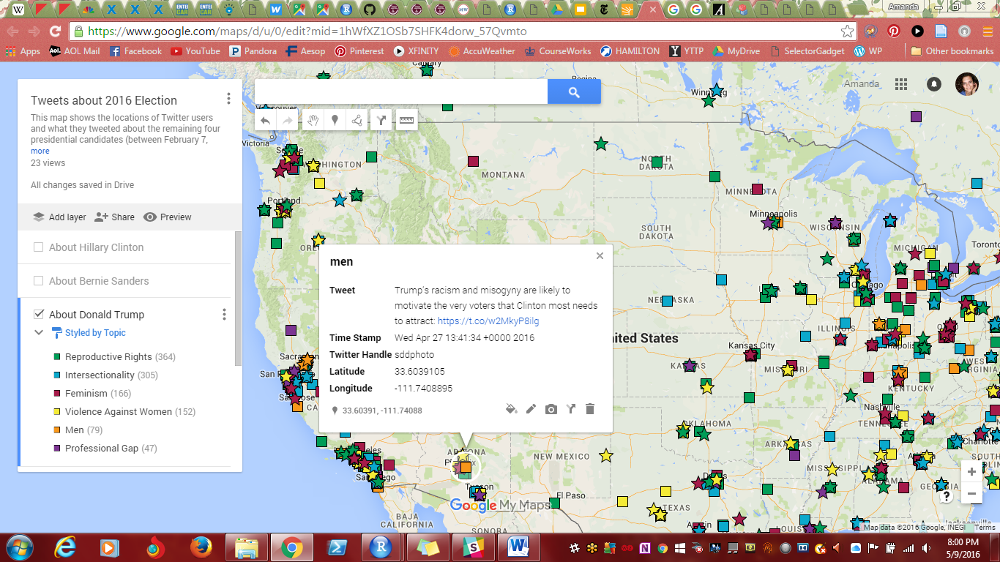 Amanda
https://www.google.com/maps/d/u/0/edit?mid=1hWfXZ1OSb7SHFK4dorw_57Qvmto
Apps AOL Mail Facebook YouTube Pandora Aesop Pinterest XFINITY AccuWeather CourseWorks HAMILTON YTTP MyDrive SelectorGadget WP Other bookmarks
Tweets about 2016 Election
This map shows the locations of Twitter users
and what they tweeted about the remaining four
presidential candidates (between February 7,
more
23 views
All changes saved in Drive
Add layer Share Preview
About Hillary Clinton
About Bernie Sanders
About Donald Trump
Styled by Topic
Reproductive Rights (364)
Intersectionality (305)
Feminism (166)
Violence Against Women (152)
Men (79)
Professional Gap (47)
Amanda
men
Tweet Trump's racism and misogyny are likely to
motivate the very voters that Clinton most needs
to attract: https://t.co/w2MkyP8ilg
Time Stamp Wed Apr 27 13:41:34 +0000 2016
Twitter Handle sddphoto
Latitude 33.6039105
Longitude -111.7408895
33.60391, -111.74088
Calgary
Regina
Winnipeg
Vancouver
Victoria
MONTANA
NORTH
DAKOTA
MINNESOTA
Minneapolis
WISCONSIN
SOUTH
DAKOTA
MICHIGAN
Toronto
Portland
Chicago
NEBRASKA
ILLINOIS
Kansas City
KANSAS
MISSOURI
KENTUCKY
Nashville
TENNESSEE
OKLAHOMA
ARKANSAS
Charlotte
MISSISSIPPI
ALABAMA
GEORGIA
ARIZONA
NEW MEXICO
Tucson
El Paso
TEXAS
Austin
San Diego
BAJA
CALIFORNIA
SONORA
Jacksonville
Google My Maps
Map data ©2016 Google, INEGI Terms
8:00 PM
5/9/2016